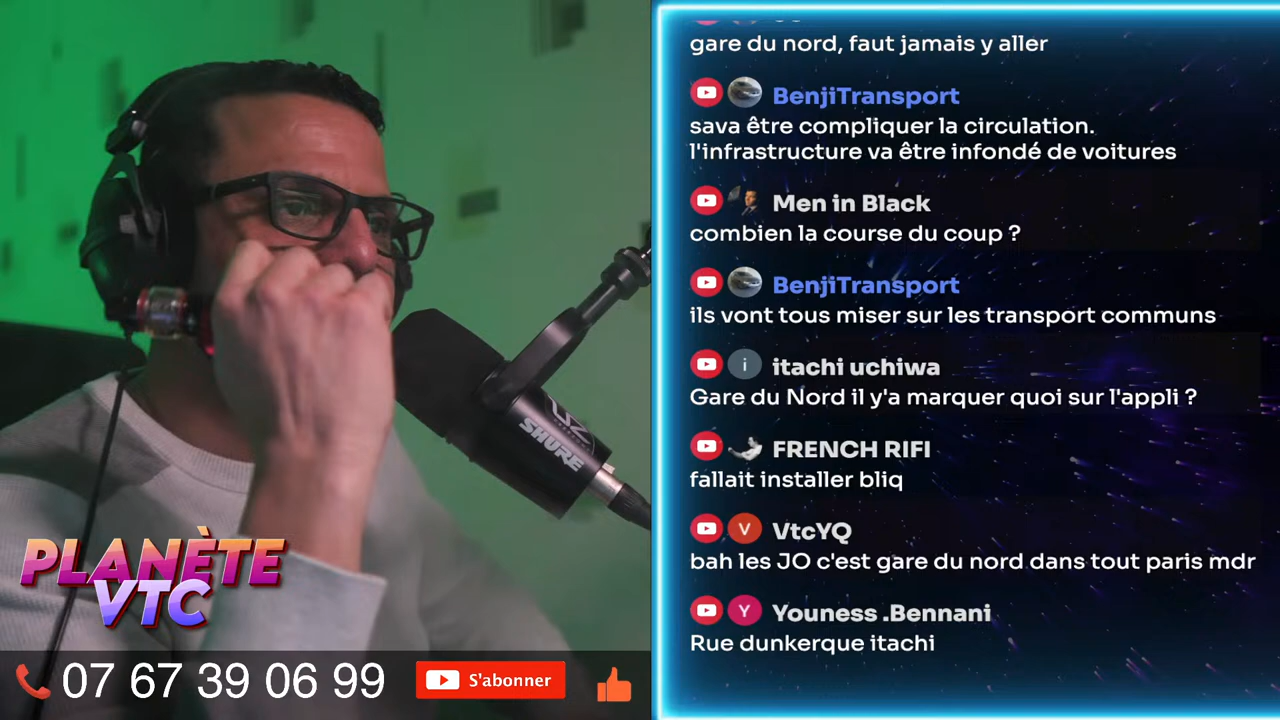 gare du nord, faut jamais y aller
BenjiTransport
sava être compliquer la circulation.
l'infrastructure va être infondé de voitures
Men in Black
combien la course du coup ?
BenjiTransport
ils vont tous miser sur les transport communs
i
itachi uchiwa
Gare du Nord il y'a marquer quoi sur l'appli ?
FRENCH RIFI
fallait installer bliq
V
VtcYQ
bah les JO c'est gare du nord dans tout paris mdr
Y
Youness .Bennani
Rue dunkerque itachi
SHURE
PLANÈTE
VTC
07 67 39 06 99
S'abonner